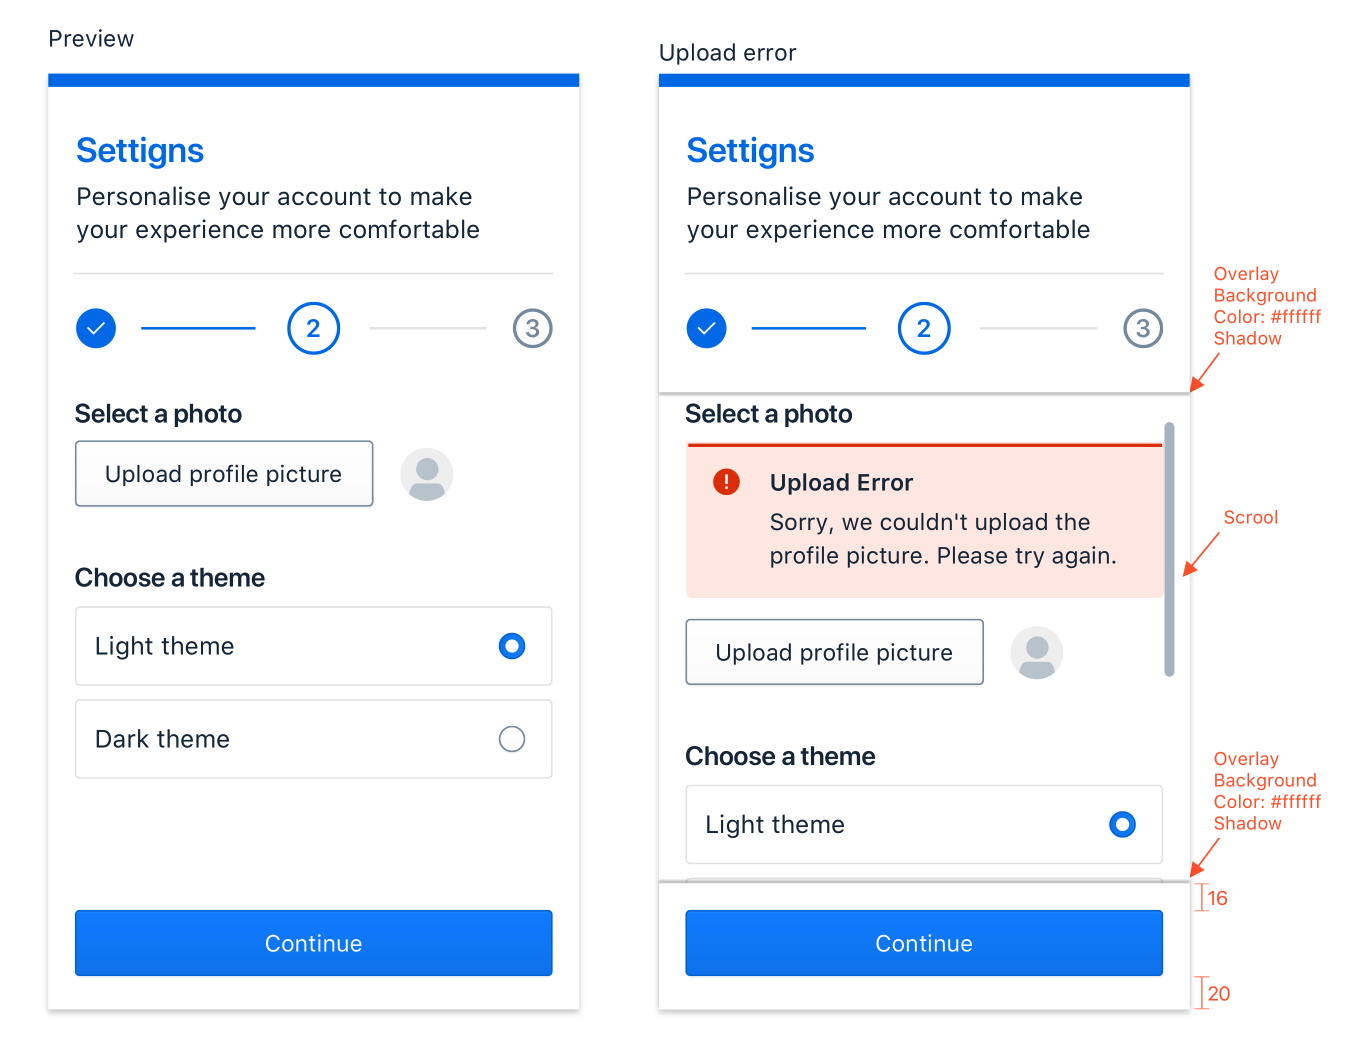 Preview
Settigns
Personalise your account to make
your experience more comfortable
2
3
Select a photo
Upload profile picture
Choose a theme
Light theme
Dark theme
Continue
Upload error
Settigns
Personalise your account to make
your experience more comfortable
2
3
Select a photo
!
Upload Error
Sorry, we couldn't upload the
profile picture. Please try again.
Upload profile picture
Choose a theme
Light theme
Continue
Overlay
Background
Color: #ffffff
Shadow
Scrool
Overlay
Background
Color: #ffffff
Shadow
16
20